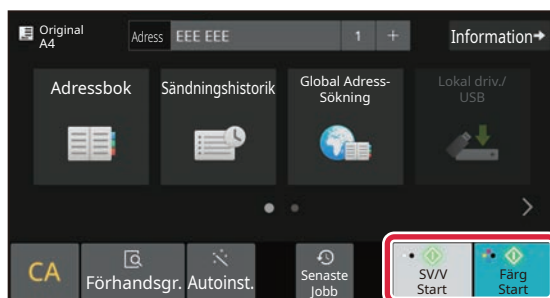 Original
A4
Adress EEE EEE 1 +
Information
Adressbok
Sändningshistorik
Global Adress-
Sökning
Lokal driv./
USB
CA
Förhandsgr.
Autoinst.
Senaste
Jobb
SV/V
Start
Färg
Start